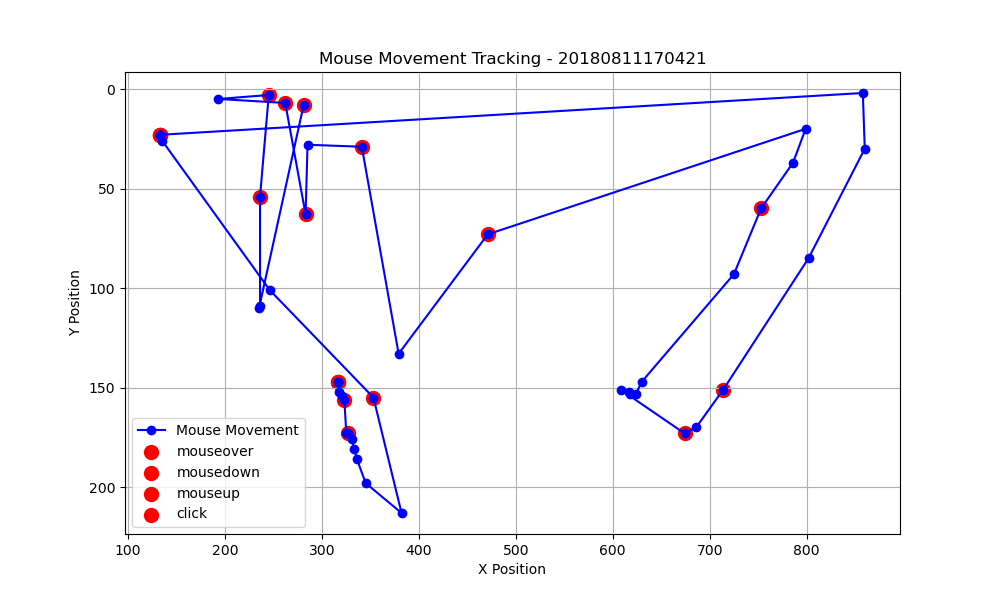 Mouse Movement Tracking - 20180811170421
0
50
100
150
200
Y Position
Mouse Movement
mouseover
mousedown
mouseup
click
100 200 300 400 500 600 700 800
X Position